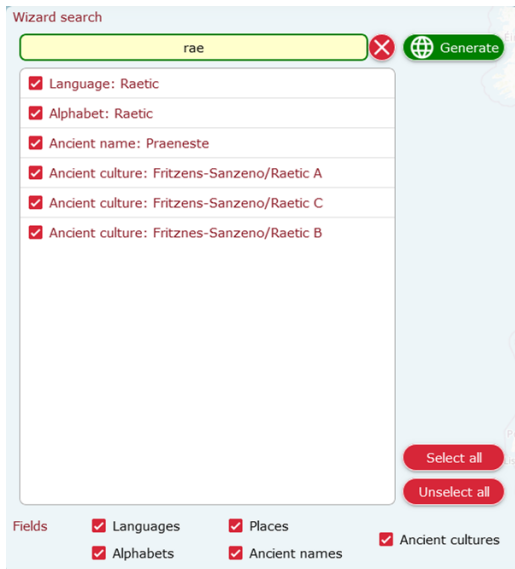 Wizard search
rae
Generate
Language: Raetic
Alphabet: Raetic
Ancient name: Praeneste
Ancient culture: Fritzens-Sanzeno/Raetic A
Ancient culture: Fritzens-Sanzeno/Raetic C
Ancient culture: Fritznes-Sanzeno/Raetic B
Select all
Unselect all
Fields
Languages
Places
Ancient cultures
Alphabets
Ancient names